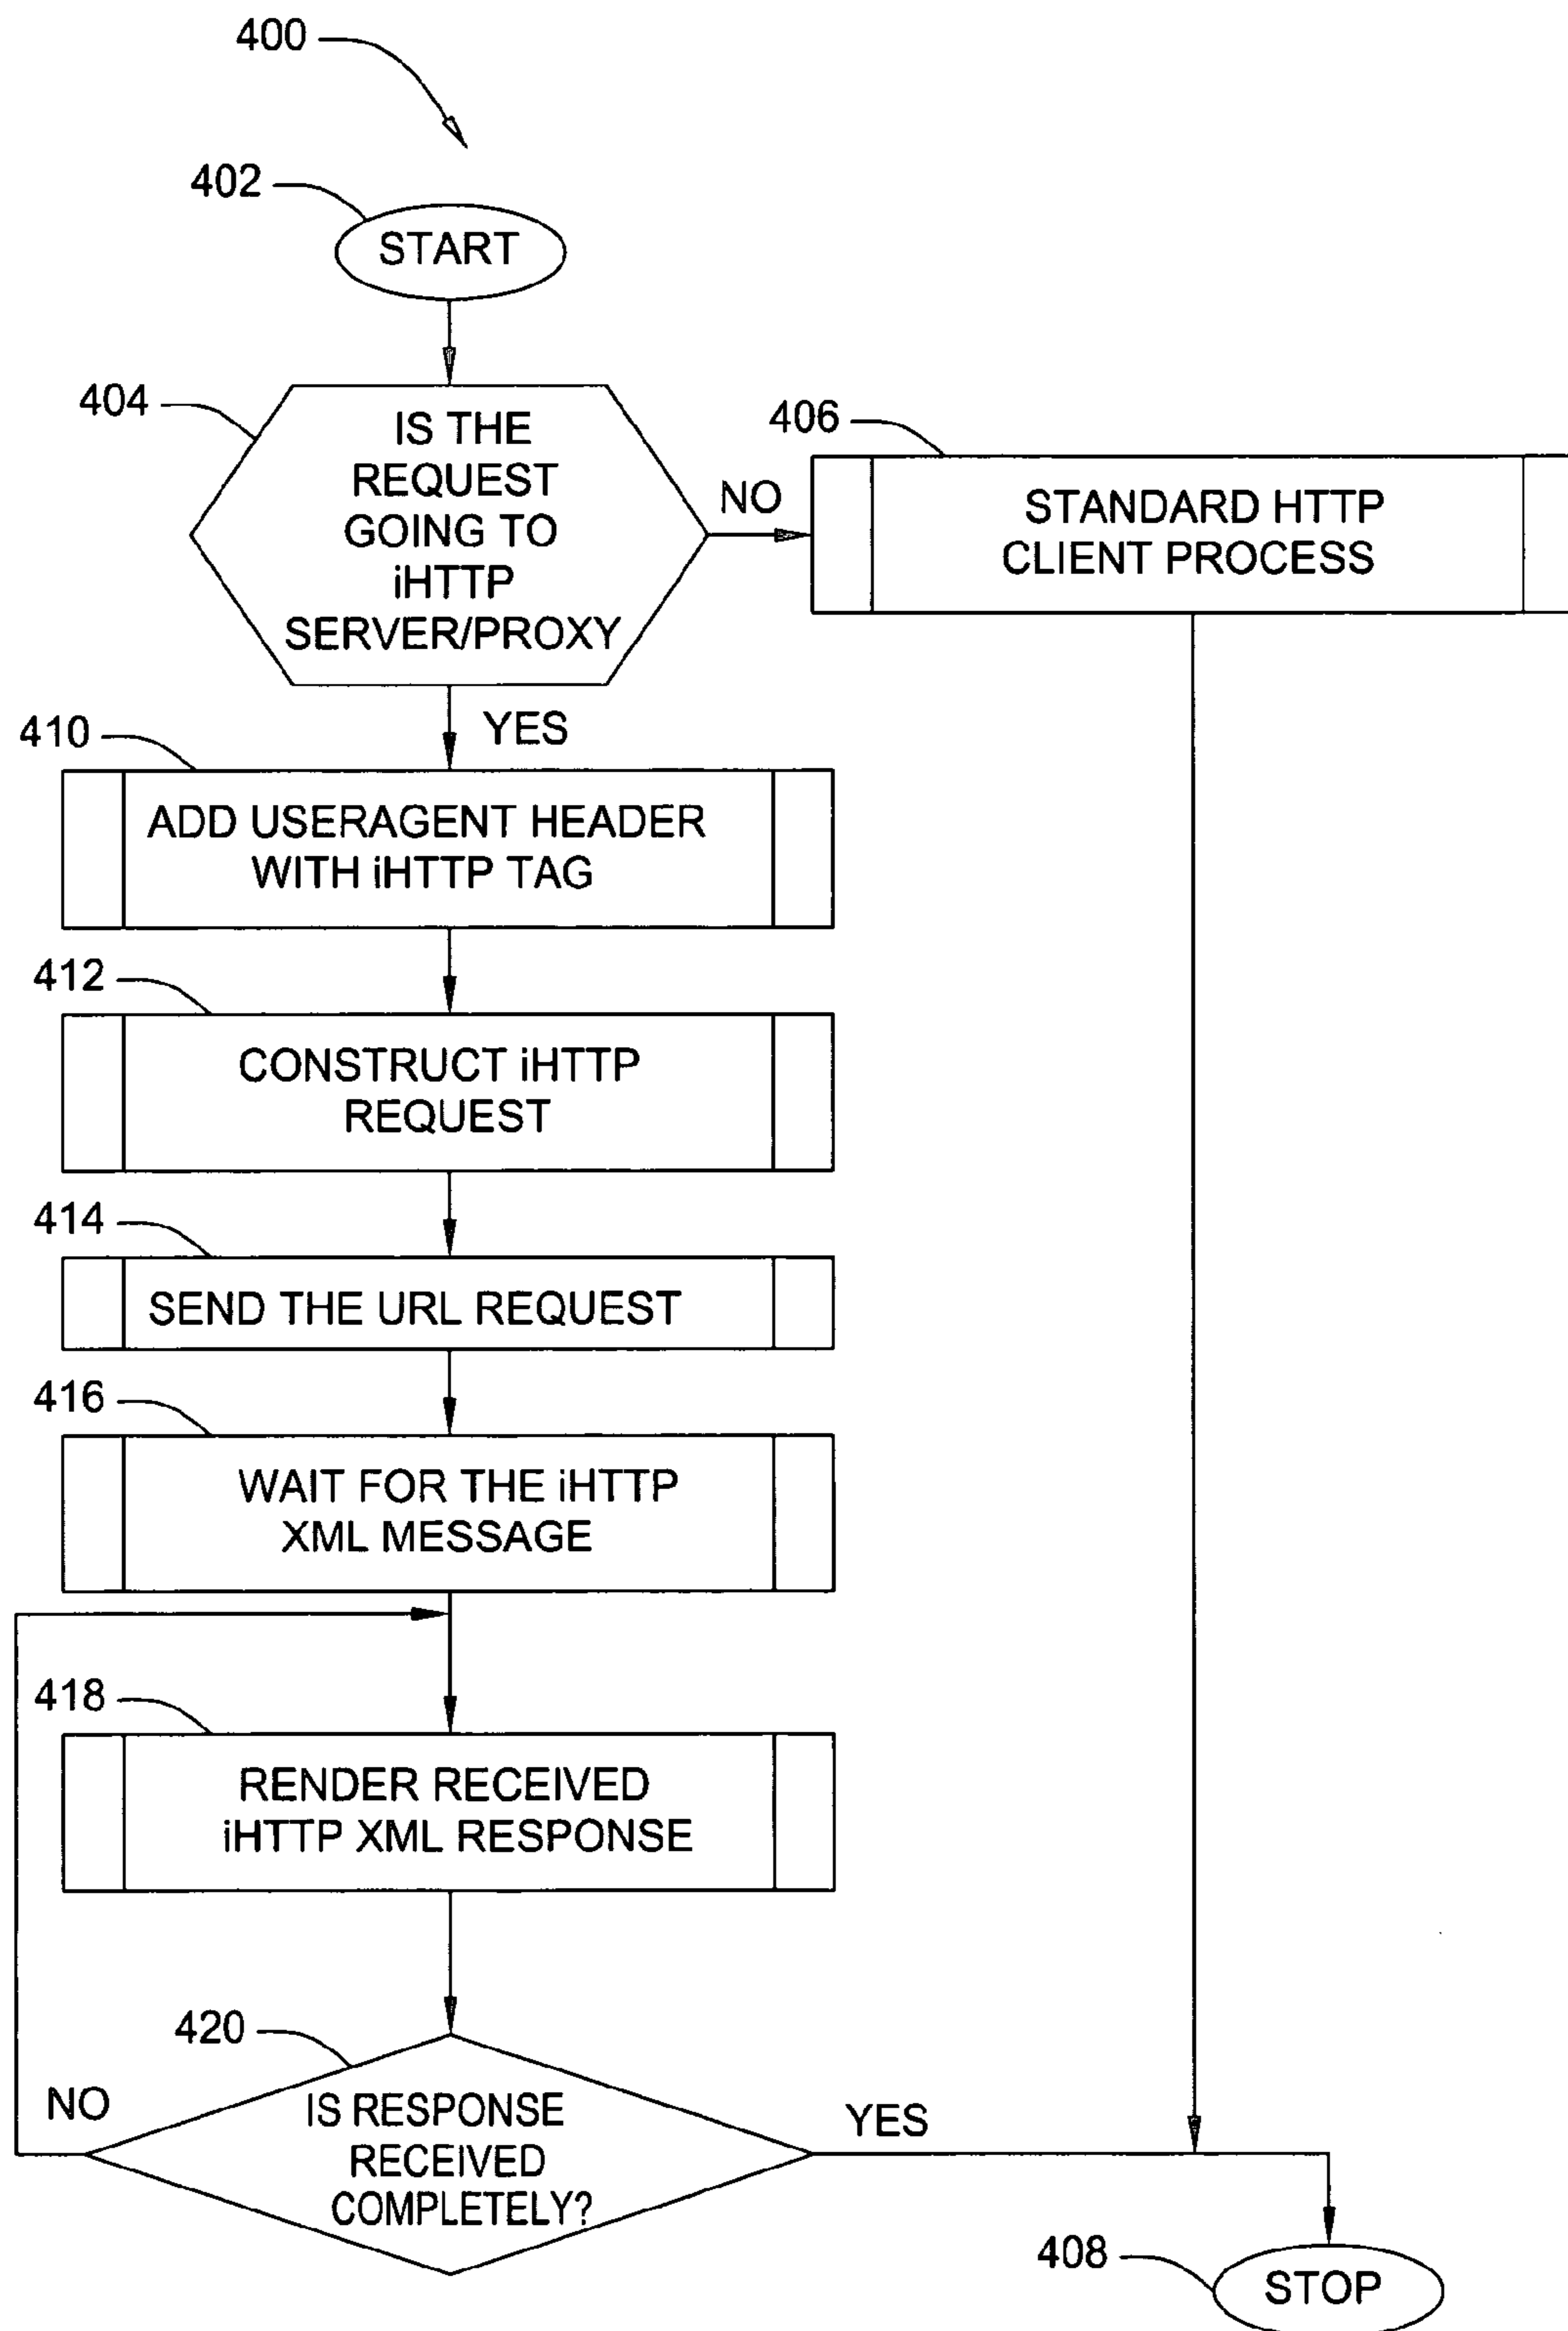 400
402
START
404
IS THE
REQUEST
GOING TO
iHTTP
SERVER/PROXY
NO
406
STANDARD HTTP
CLIENT PROCESS
YES
410
ADD USERAGENT HEADER
WITH iHTTP TAG
412
CONSTRUCT iHTTP
REQUEST
414
SEND THE URL REQUEST
416
WAIT FOR THE iHTTP
XML MESSAGE
418
RENDER RECEIVED
iHTTP XML RESPONSE
420
NO
IS RESPONSE
RECEIVED
COMPLETELY?
YES
408
STOP